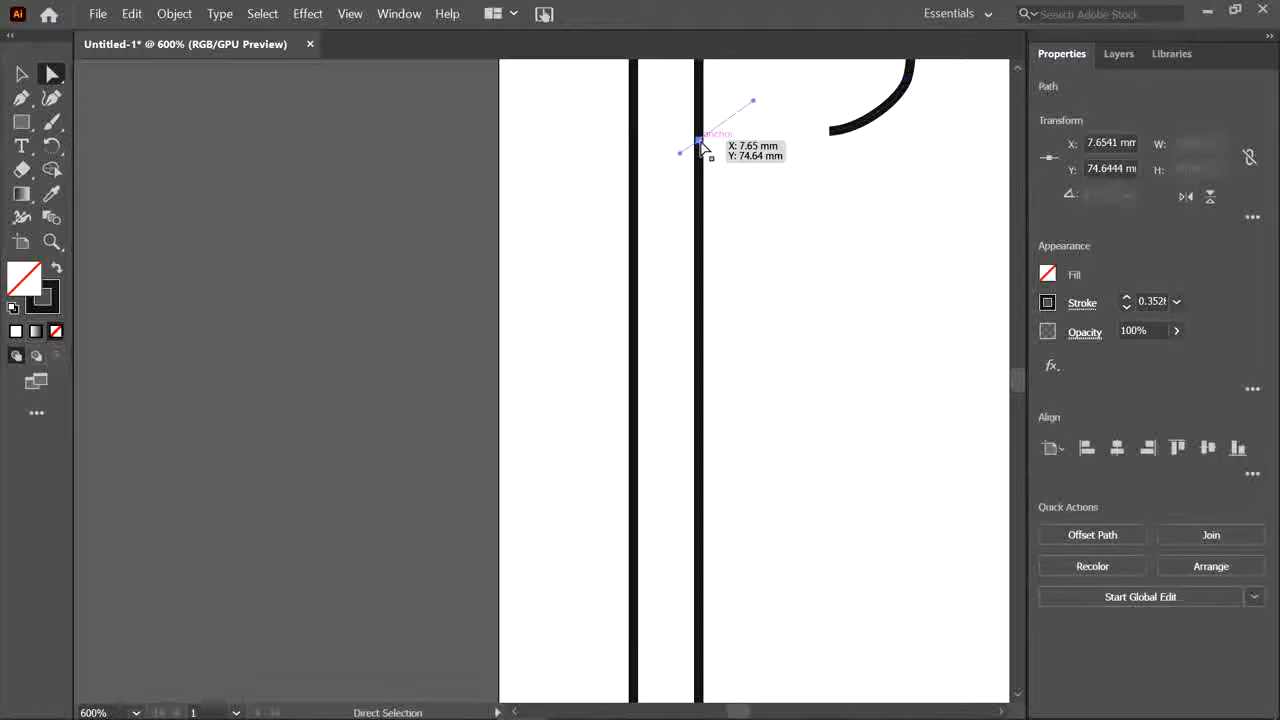 Ai File Edit Object Type Select Effect View Window Help Essentials Search Adobe Stock
Untitled-1* @ 600% (RGB/GPU Preview)
Properties Layers Libraries
Path
Transform
X: 7.6541 mm W:
Y: 74.6444 m H:
anchor
X: 7.65 mm
Y: 74.64 mm
Appearance
Fill
Stroke 0.352
Opacity 100%
fx.
Align
Quick Actions
Offset Path Join
Recolor Arrange
Start Global Edit
600% 1 Direct Selection